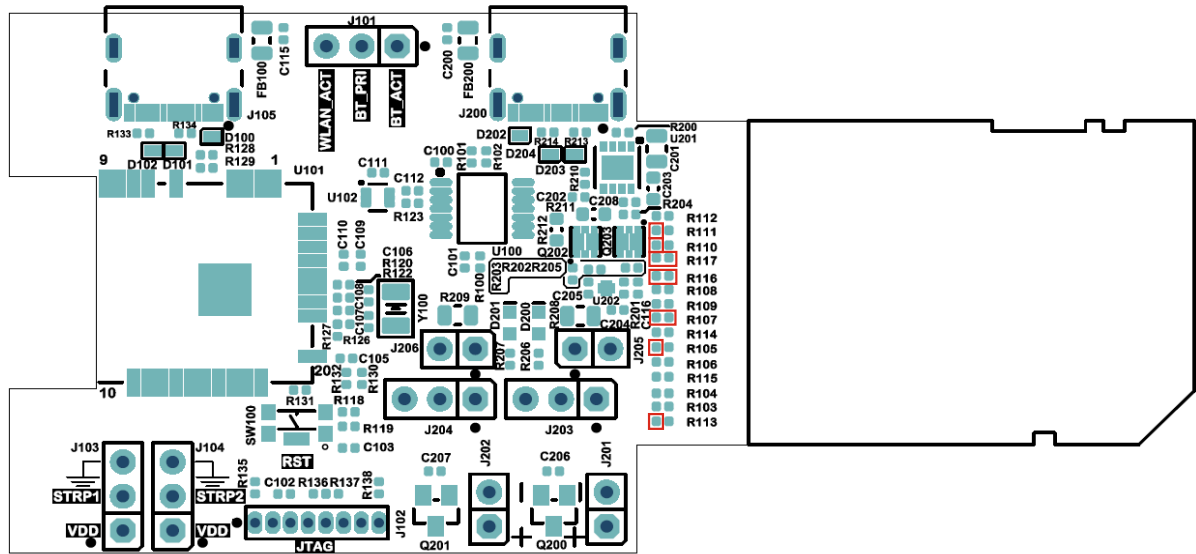 J101
FB100
C115
C200
FB200
WLAN_ACT
BT_PRI
BT_ACT
J105
J200
R133
R134
D100
R128
R129
D102
D101
9
1
U101
C111
U102
C112
R123
C100
R101
R102
D202
D204
R214
R213
D203
R200
U201
C201
R210
C203
C202
R211
C208
R204
R212
Q202
Q203
U100
C110
C109
C106
R120
R122
C101
R100
R203
R202
R205
C205
U202
R112
R111
R110
R117
R116
R108
R109
R107
R114
R105
R106
R115
R104
R103
R113
C108
C107
Y100
R209
D201
D200
R208
R201
C116
C204
R127
R126
J206
R207
R206
J205
C105
R132
R130
20
10
R131
R118
R119
C103
SW100
RST
J204
J203
J202
J201
J103
J104
STRP1
STRP2
VDD
VDD
R135
C102
R136
R137
R138
J102
JTAG
C207
C206
Q201
Q200